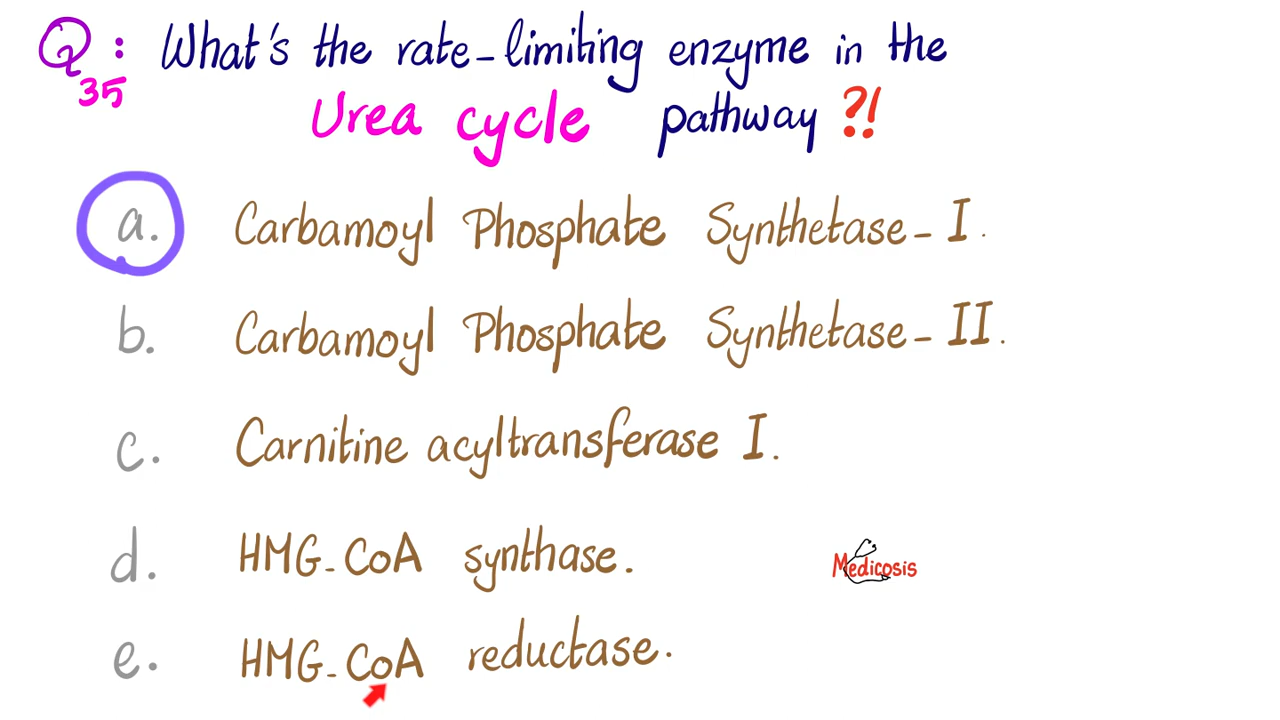 Q: What's the rate-limiting enzyme in the
35
Urea cycle pathway ?!
a. Carbamoyl Phosphate Synthetase-I.
b. Carbamoyl Phosphate Synthetase-II.
c. Carnitine acyltransferase I.
d. HMG-CoA synthase.
Medicosis
e. HMG-CoA reductase.